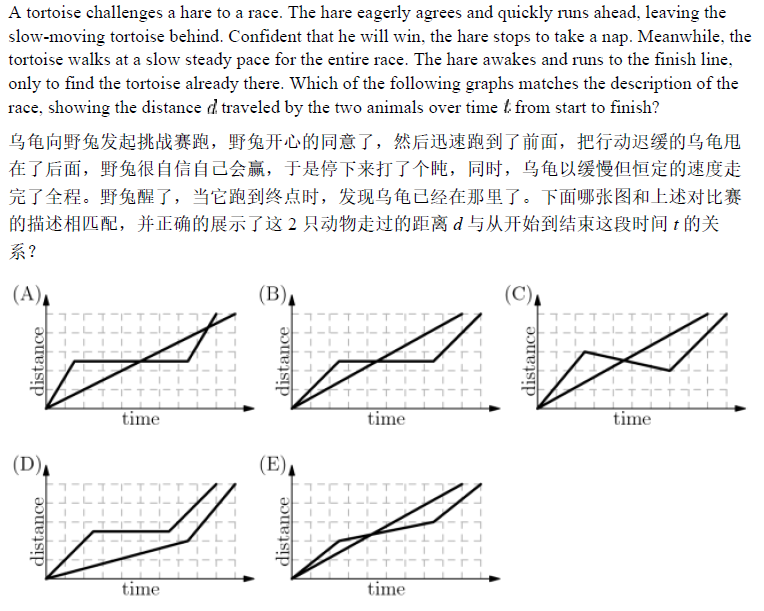 A tortoise challenges a hare to a race. The hare eagerly agrees and quickly runs ahead, leaving the
slow-moving tortoise behind. Confident that he will win, the hare stops to take a nap. Meanwhile, the
tortoise walks at a slow steady pace for the entire race. The hare awakes and runs to the finish line,
only to find the tortoise already there. Which of the following graphs matches the description of the
race, showing the distance d traveled by the two animals over time t from start to finish?
乌龟向野兔发起挑战赛跑，野兔开心的同意了，然后迅速跑到了前面，把行动迟缓的乌龟甩
在了后面，野兔很自信自己会赢，于是停下来打了个盹，同时，乌龟以缓慢但恒定的速度走
完了全程。野兔醒了，当它跑到终点时，发现乌龟已经在那里了。下面哪张图和上述对比赛
的描述相匹配，并正确的展示了这 2 只动物走过的距离 d 与从开始到结束这段时间 t 的关
系？
(A)
distance
time
(B)
distance
time
(C)
distance
time
(D)
distance
time
(E)
distance
time